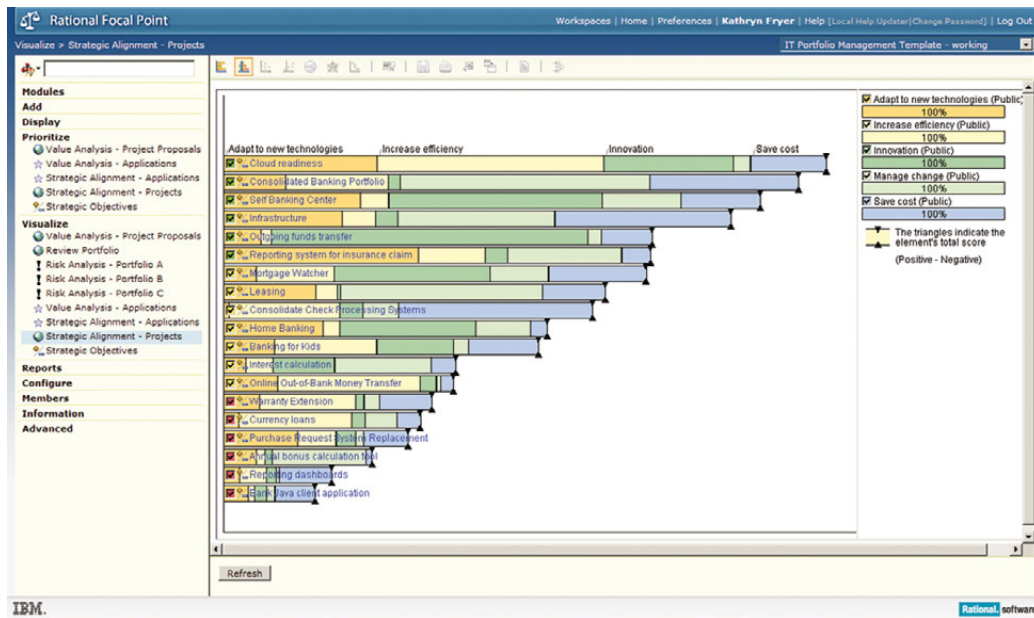 Rational Focal Point
Workspaces | Home | Preferences | Kathryn Fryer | Help [Local Help Updater|Change Password] | Log Out
Visualize > Strategic Alignment - Projects
IT Portfolio Management Template - working
Modules
Add
Display
Prioritize
Value Analysis - Project Proposals
Value Analysis - Applications
Strategic Alignment - Applications
Strategic Alignment - Projects
Strategic Objectives
Visualize
Value Analysis - Project Proposals
Review Portfolio
Risk Analysis - Portfolio A
Risk Analysis - Portfolio B
Risk Analysis - Portfolio C
Value Analysis - Applications
Strategic Alignment - Applications
Strategic Alignment - Projects
Strategic Objectives
Reports
Configure
Members
Information
Advanced
Adapt to new technologies Increase efficiency Innovation Save cost
Cloud readiness
Consolidated Banking Portfolio
Self Banking Center
Infrastructure
Outgoing funds transfer
Reporting system for insurance claim
Mortgage Watcher
Leasing
Consolidate Check Processing Systems
Home Banking
Banking for Kids
Interest calculation
Online Out-of-Bank Money Transfer
Warranty Extension
Currency loans
Purchase Request System Replacement
Annual bonus calculation tool
Reporting dashboards
Bank Java client application
Adapt to new technologies (Public)
100%
Increase efficiency (Public)
100%
Innovation (Public)
100%
Manage change (Public)
100%
Save cost (Public)
100%
The triangles indicate the
element's total score
(Positive - Negative)
Refresh
IBM.
Rational. software